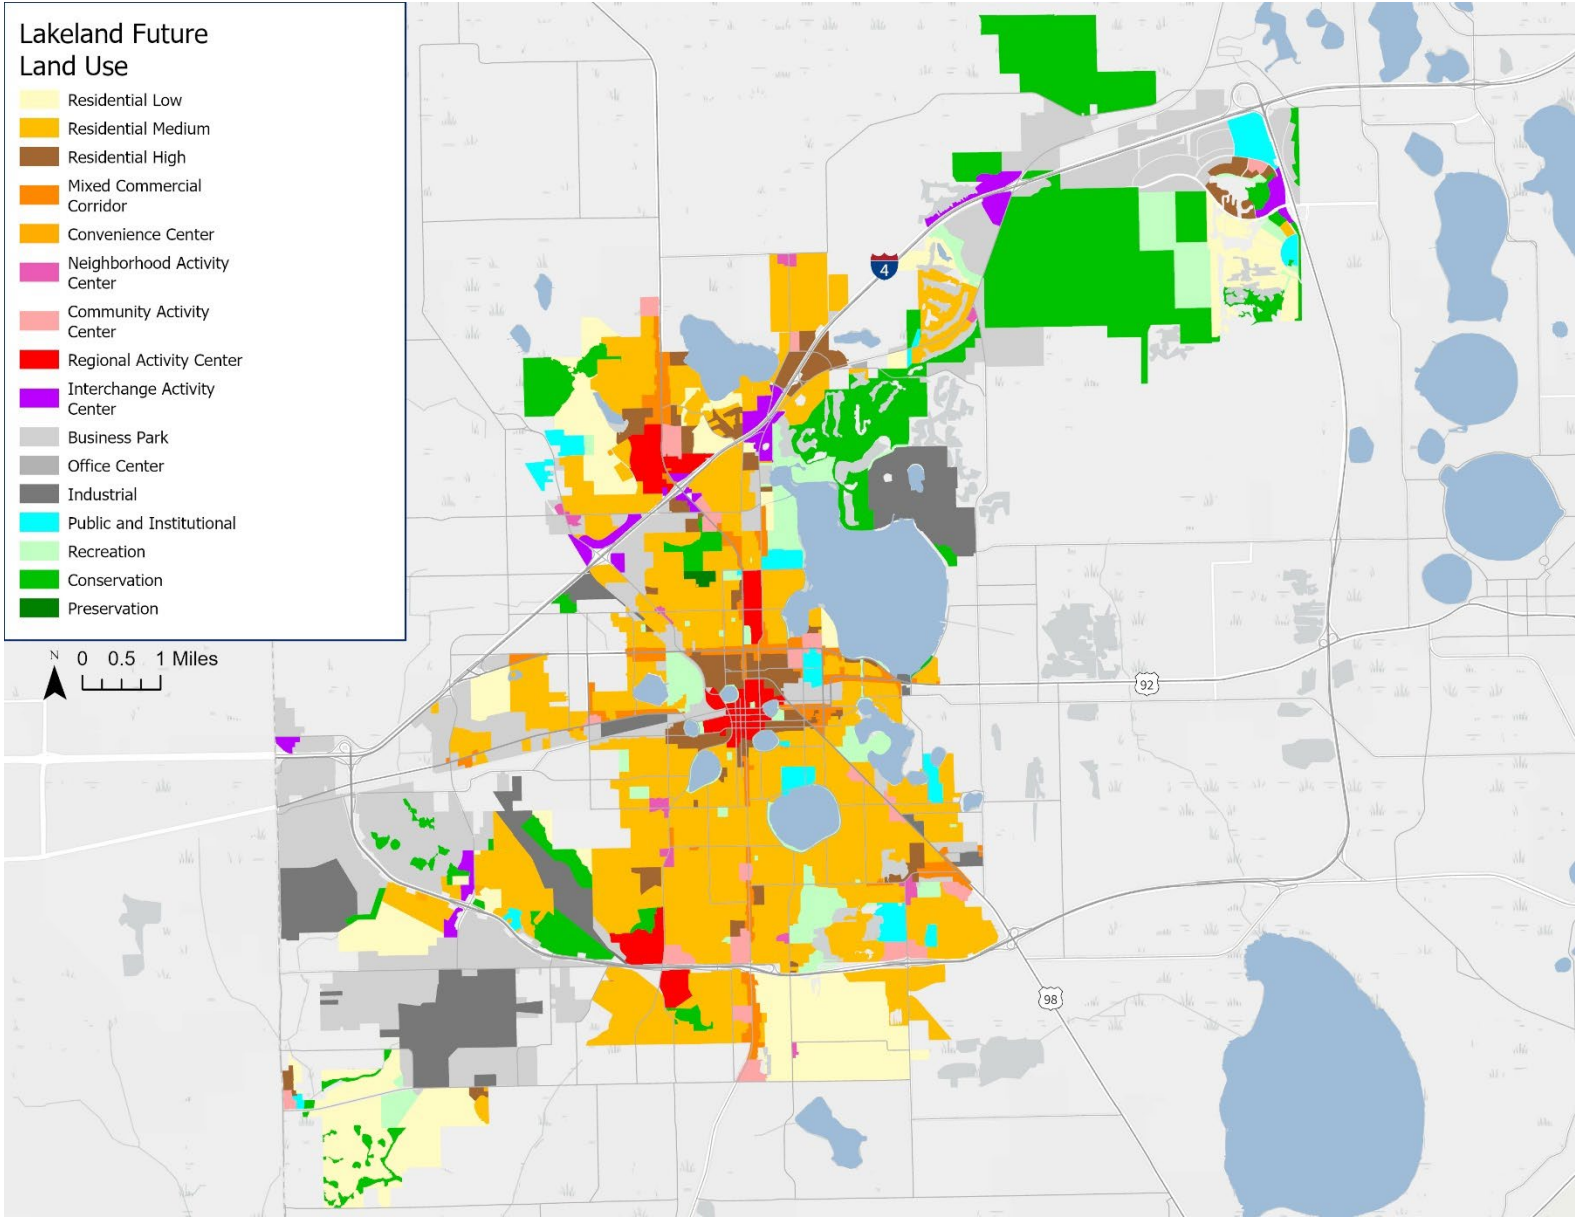 Lakeland Future
Land Use
Residential Low
Residential Medium
Residential High
Mixed Commercial
Corridor
Convenience Center
Neighborhood Activity
Center
Community Activity
Center
Regional Activity Center
Interchange Activity
Center
Business Park
Office Center
Industrial
Public and Institutional
Recreation
Conservation
Preservation
N
0 0.5 1 Miles
4
92
98